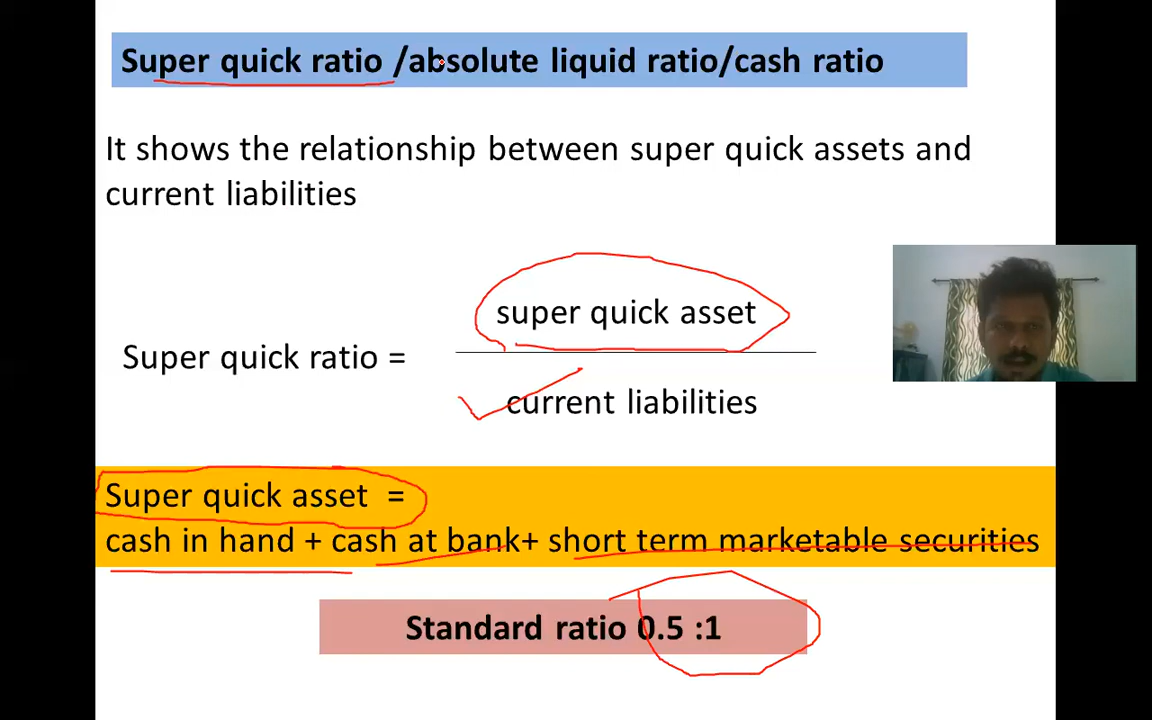 Super quick ratio /absolute liquid ratio/cash ratio
It shows the relationship between super quick assets and
current liabilities
super quick asset
Super quick ratio =
current liabilities
Super quick asset =
cash in hand + cash at bank+ short term marketable securities
Standard ratio 0.5 :1